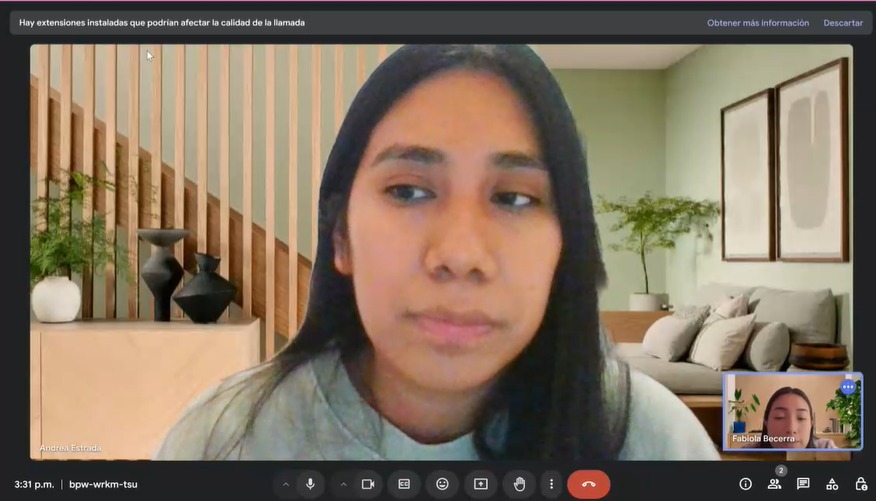 Hay extensiones instaladas que podrían afectar la calidad de la llamada
Obtener más información
Descartar
Andrea Estrada
Fabiola Becerra
2
3:31 p.m. | bpw-wrkm-tsu
CC